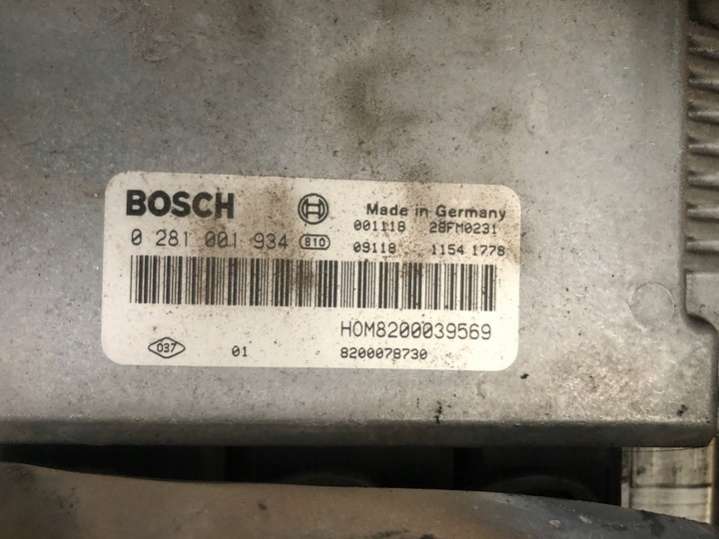 BOSCH
Made in Germany
001118 28FM0231
0 281 001 934 810
09118 1154 1778
HOM8200039569
037 01 8200078730